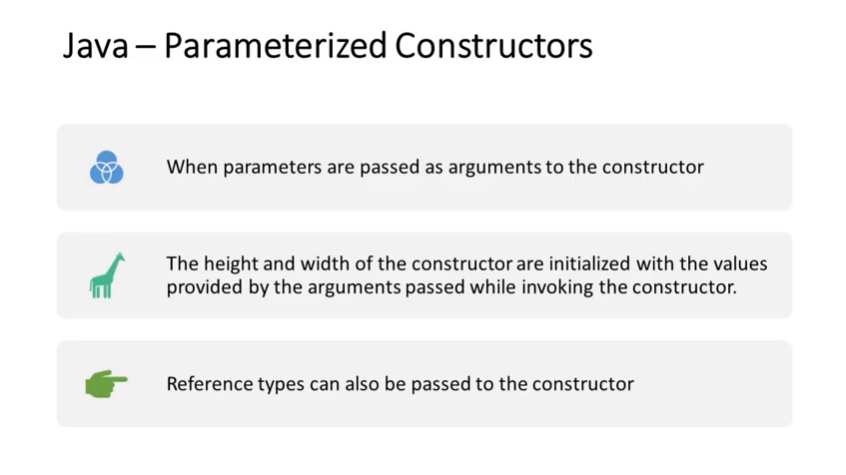 Java – Parameterized Constructors
When parameters are passed as arguments to the constructor
The height and width of the constructor are initialized with the values
provided by the arguments passed while invoking the constructor.
Reference types can also be passed to the constructor